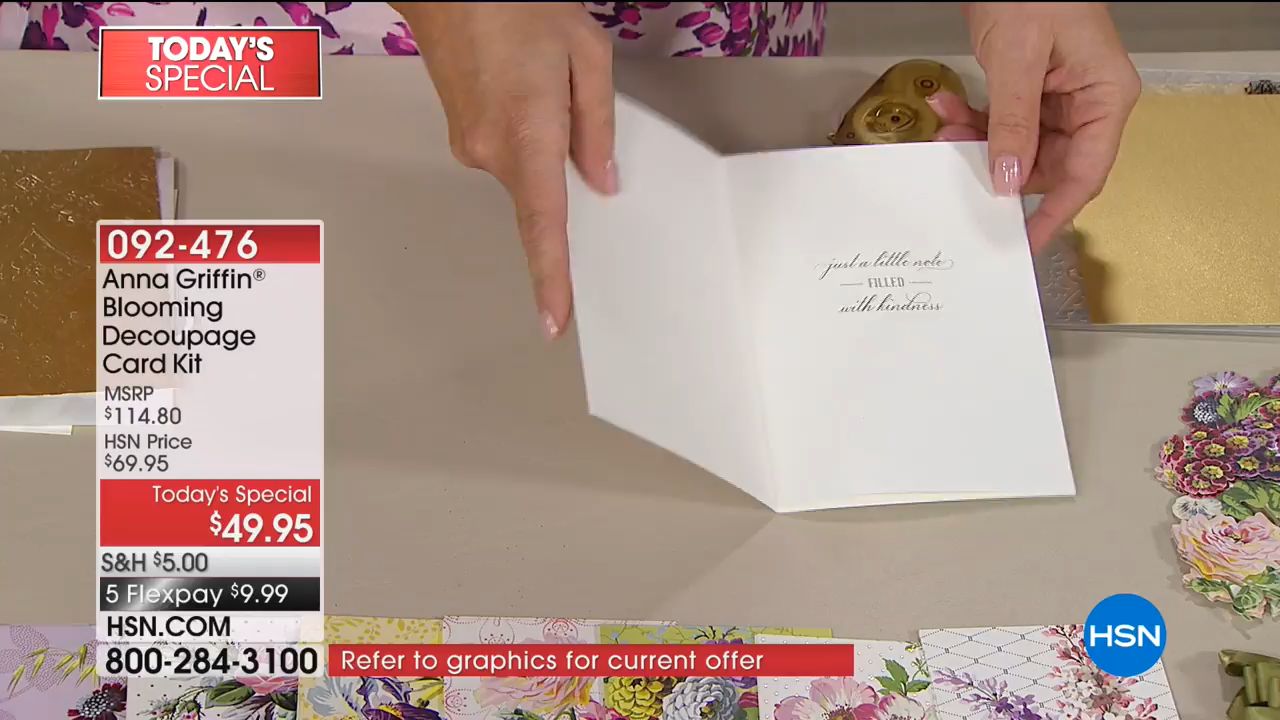 TODAY'S
SPECIAL
092-476
Anna Griffin®
Blooming
Decoupage
Card Kit
MSRP
$114.80
HSN Price
$69.95
Today's Special
$49.95
S&H $5.00
5 Flexpay $9.99
HSN.COM
800-284-3100
Refer to graphics for current offer
just a little note
FILLED
with kindness
HSN